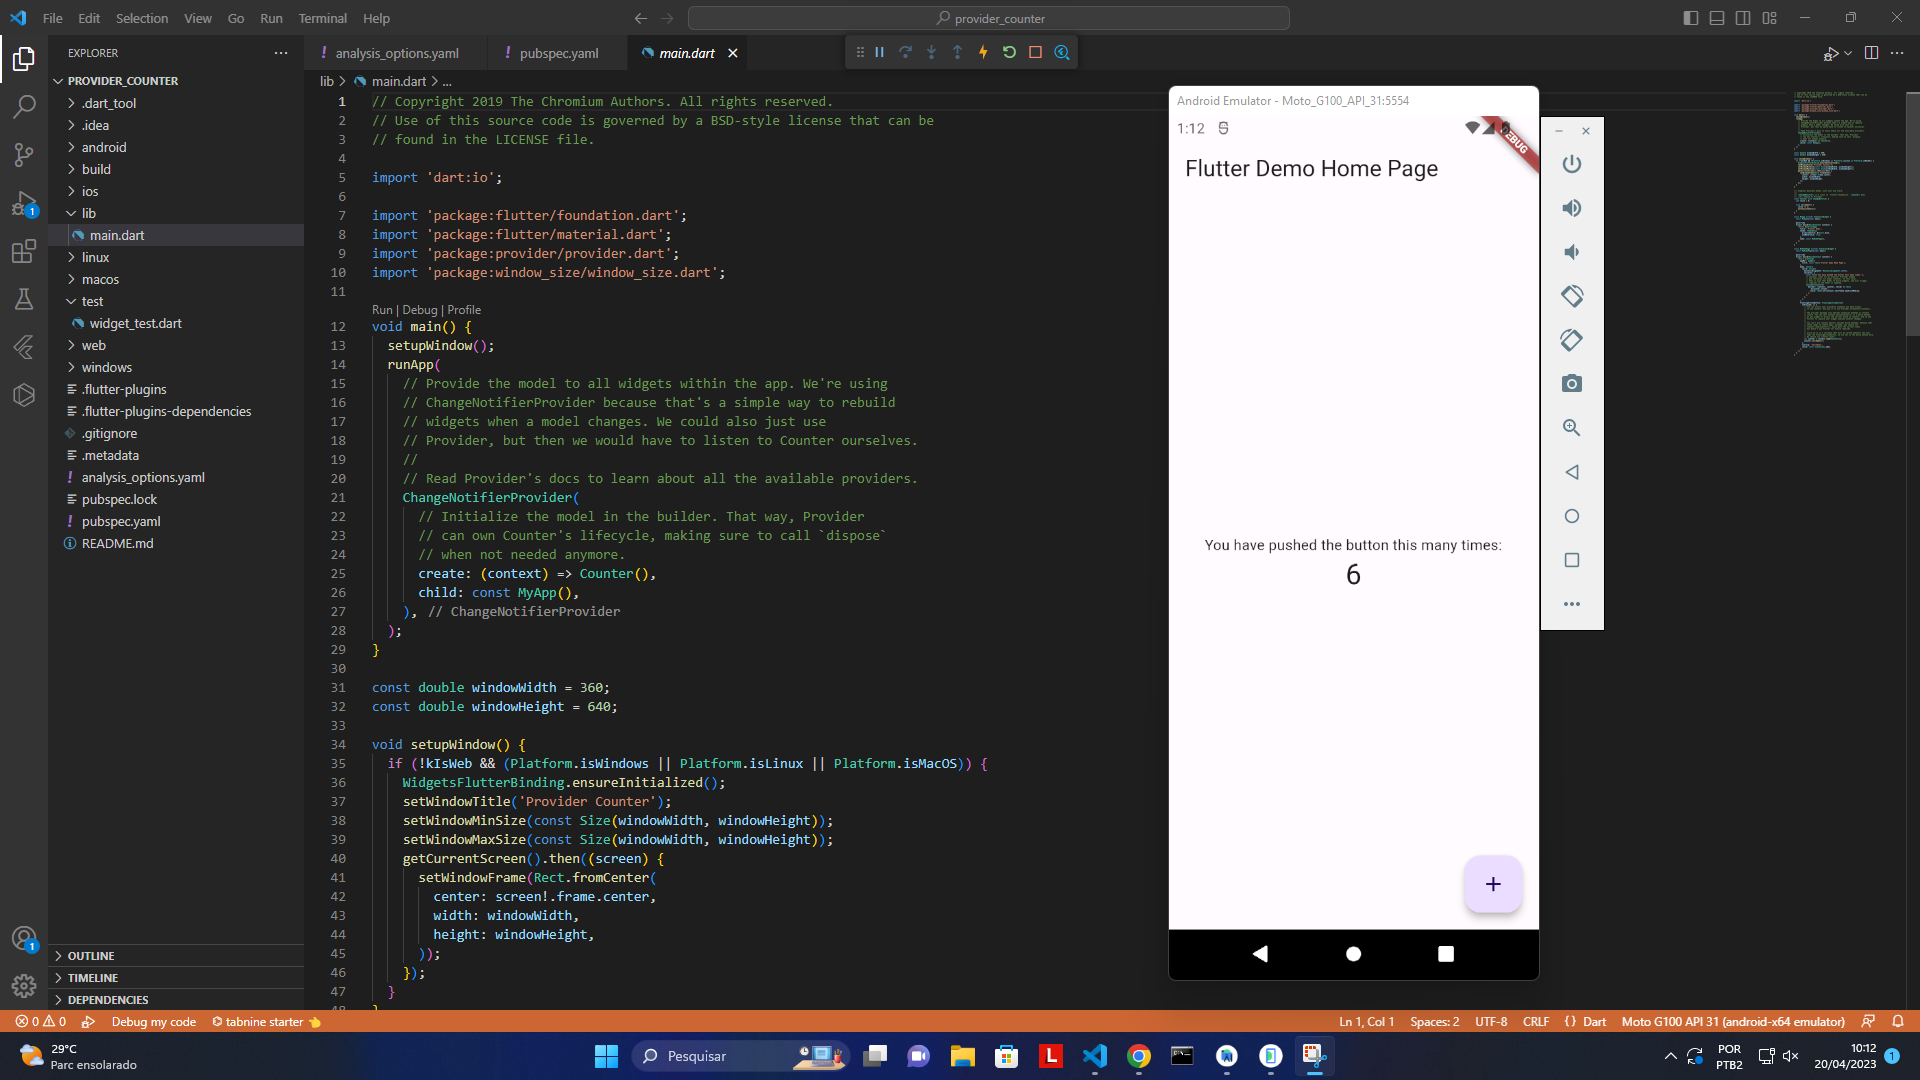 File Edit Selection View Go Run Terminal Help
provider_counter
EXPLORER
PROVIDER_COUNTER
.dart_tool
.idea
android
build
ios
lib
main.dart
linux
macos
test
widget_test.dart
web
windows
.flutter-plugins
.flutter-plugins-dependencies
.gitignore
.metadata
! analysis_options.yaml
pubspec.lock
! pubspec.yaml
README.md
OUTLINE
TIMELINE
DEPENDENCIES
! analysis_options.yaml
! pubspec.yaml
main.dart
lib > main.dart > ...
1 // Copyright 2019 The Chromium Authors. All rights reserved.
2 // Use of this source code is governed by a BSD-style license that can be
3 // found in the LICENSE file.
4
5 import 'dart:io';
6
7 import 'package:flutter/foundation.dart';
8 import 'package:flutter/material.dart';
9 import 'package:provider/provider.dart';
10 import 'package:window_size/window_size.dart';
11
Run | Debug | Profile
12 void main() {
13 setupWindow();
14 runApp(
15 // Provide the model to all widgets within the app. We're using
16 // ChangeNotifierProvider because that's a simple way to rebuild
17 // widgets when a model changes. We could also just use
18 // Provider, but then we would have to listen to Counter ourselves.
19 //
20 // Read Provider's docs to learn about all the available providers.
21 ChangeNotifierProvider(
22 // Initialize the model in the builder. That way, Provider
23 // can own Counter's lifecycle, making sure to call `dispose`
24 // when not needed anymore.
25 create: (context) => Counter(),
26 child: const MyApp(),
27 ), // ChangeNotifierProvider
28 );
29 }
30
31 const double windowWidth = 360;
32 const double windowHeight = 640;
33
34 void setupWindow() {
35 if (!kIsWeb && (Platform.isWindows || Platform.isLinux || Platform.isMacOS)) {
36 WidgetsFlutterBinding.ensureInitialized();
37 setWindowTitle('Provider Counter');
38 setWindowMinSize(const Size(windowWidth, windowHeight));
39 setWindowMaxSize(const Size(windowWidth, windowHeight));
40 getCurrentScreen().then((screen) {
41 setWindowFrame(Rect.fromCenter(
42 center: screen!.frame.center,
43 width: windowWidth,
44 height: windowHeight,
45 ));
46 });
47 }
48 }
Android Emulator - Moto_G100_API_31:5554
1:12
DEBUG
Flutter Demo Home Page
You have pushed the button this many times:
6
+
1
1
0 0 Debug my code tabnine starter
Ln 1, Col 1 Spaces: 2 UTF-8 CRLF {} Dart Moto G100 API 31 (android-x64 emulator)
29°C
Parc ensolarado
Pesquisar
L
POR
PTB2
10:12
20/04/2023
1